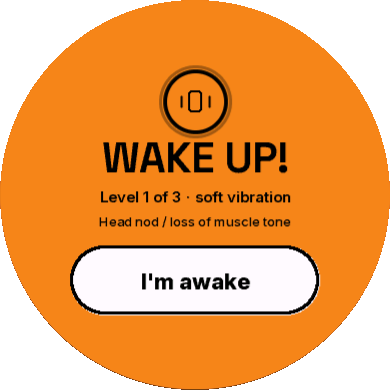 WAKE UP!
Level 1 of 3 · soft vibration
Head nod / loss of muscle tone
I'm awake